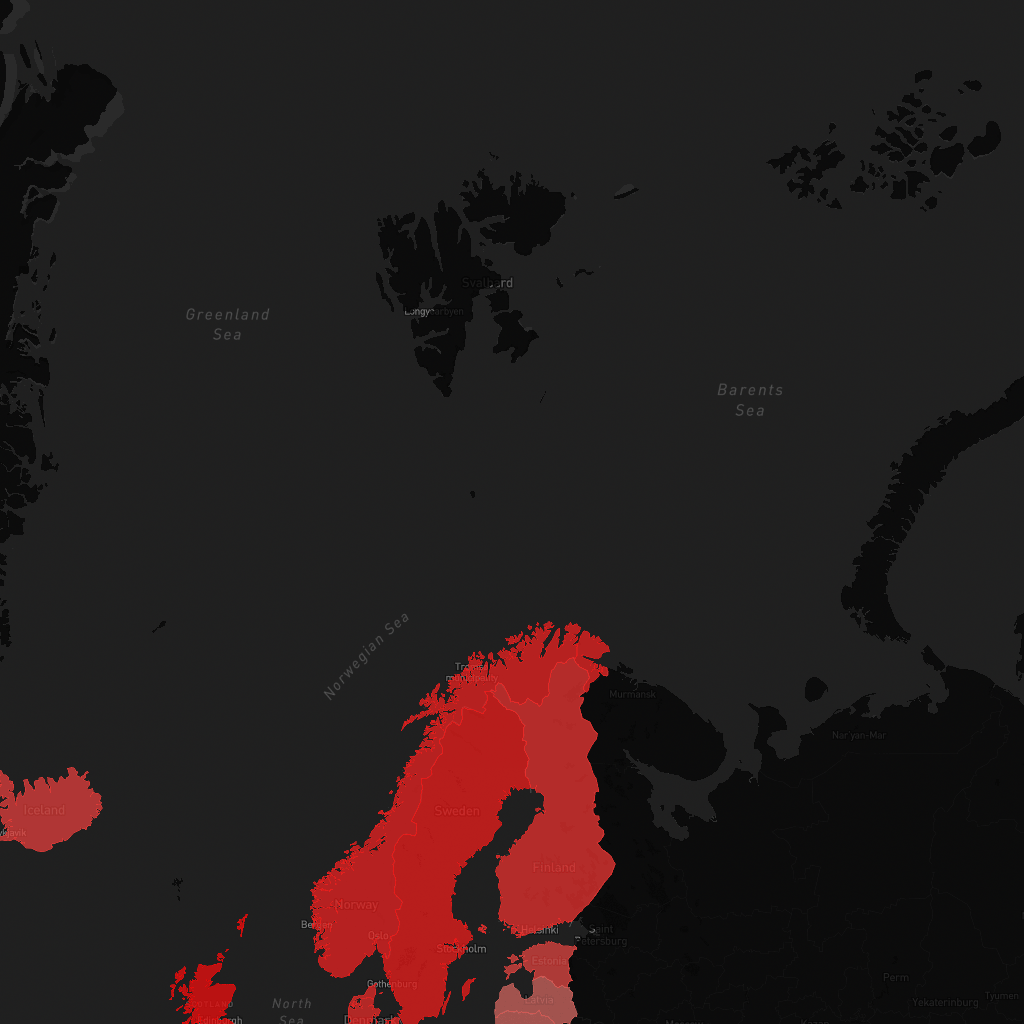 Svalbard
Longyearbyen
Greenland
Sea
Barents
Sea
Norwegian Sea
Tromsø
municipality
Murmansk
Nar'yan-Mar
Iceland
Sweden
Finland
Norway
Bergen
Oslo
Helsinki
Saint
Petersburg
Stockholm
Estonia
Gothenburg
Perm
Latvia
Tyumen
Yekaterinburg
North
Sea
SCOTLAND
Edinburgh
Denmark